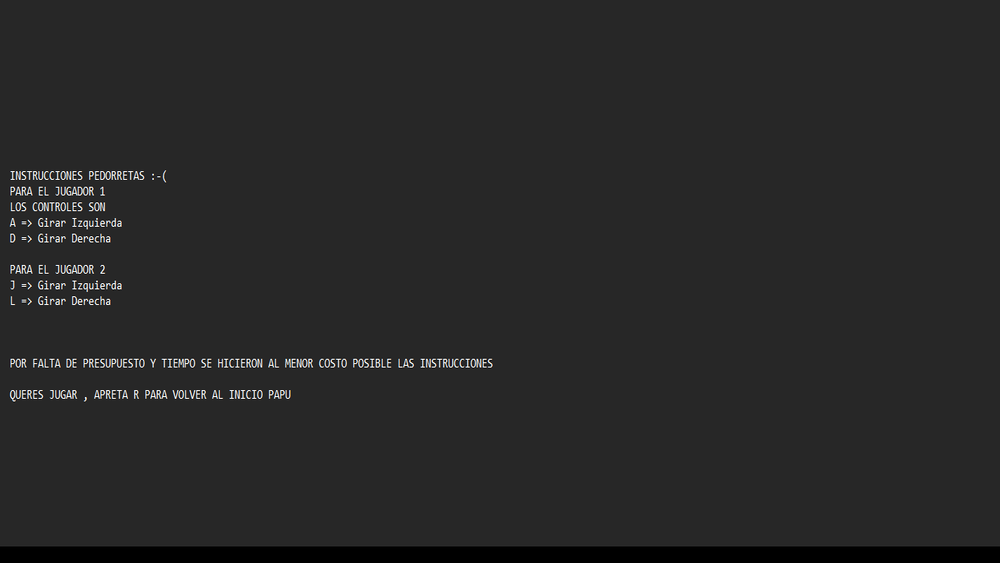 INSTRUCCIONES PEDORRETAS :-(
PARA EL JUGADOR 1
LOS CONTROLES SON
A => Girar Izquierda
D => Girar Derecha
PARA EL JUGADOR 2
J => Girar Izquierda
L => Girar Derecha
POR FALTA DE PRESUPUESTO Y TIEMPO SE HICIERON AL MENOR COSTO POSIBLE LAS INSTRUCCIONES
QUERES JUGAR , APRETA R PARA VOLVER AL INICIO PAPU